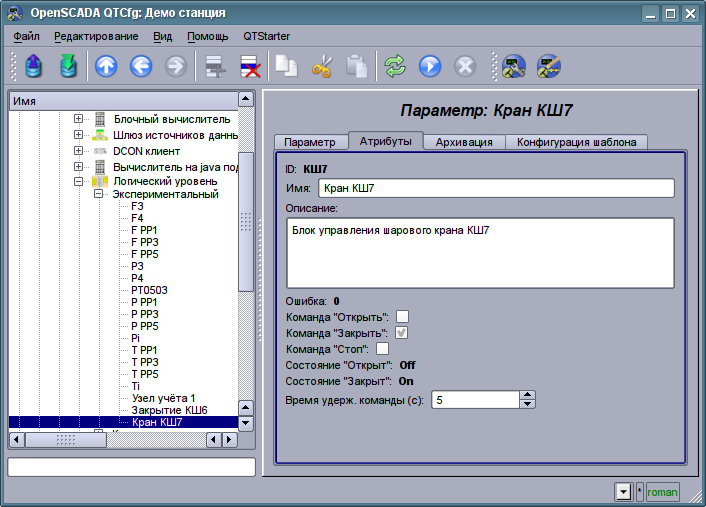 OpenSCADA QTCfg: Демо станция
Файл Редактирование Вид Помощь QTStarter
Имя
Блочный вычислитель
Шлюз источников данны
DCON клиент
Вычислитель на java под
Логический уровень
Экспериментальный
F3
F4
F PP1
F PP3
F PP5
P3
P4
PT0503
P PP1
P PP3
P PP5
Pi
T PP1
T PP3
T PP5
Ti
Узел учёта 1
Закрытие КШ6
Кран КШ7
Параметр: Кран КШ7
Параметр Атрибуты Архивация Конфигурация шаблона
ID: КШ7
Имя: Кран КШ7
Описание:
Блок управления шарового крана КШ7
Ошибка: 0
Команда "Открыть":
Команда "Закрыть":
Команда "Стоп":
Состояние "Открыт": Off
Состояние "Закрыт": On
Время удерж. команды (с): 5
* roman